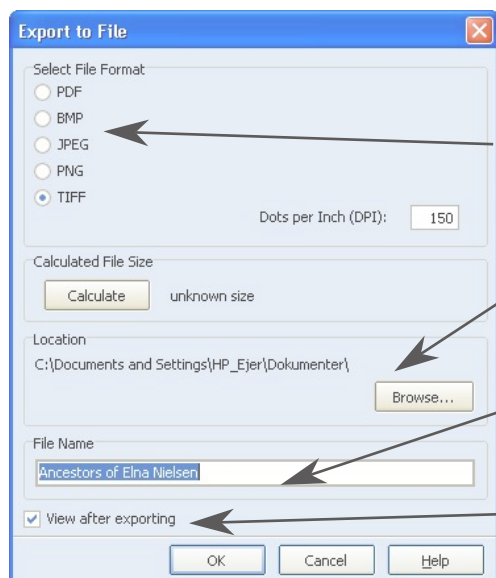 Export to File
Select File Format
PDF
BMP
JPEG
PNG
TIFF
Dots per Inch (DPI): 150
Calculated File Size
Calculate unknown size
Location
C:\Documents and Settings\HP_Ejer\Dokumenter\
Browse...
File Name
Ancestors of Elna Nielsen
View after exporting
OK Cancel Help